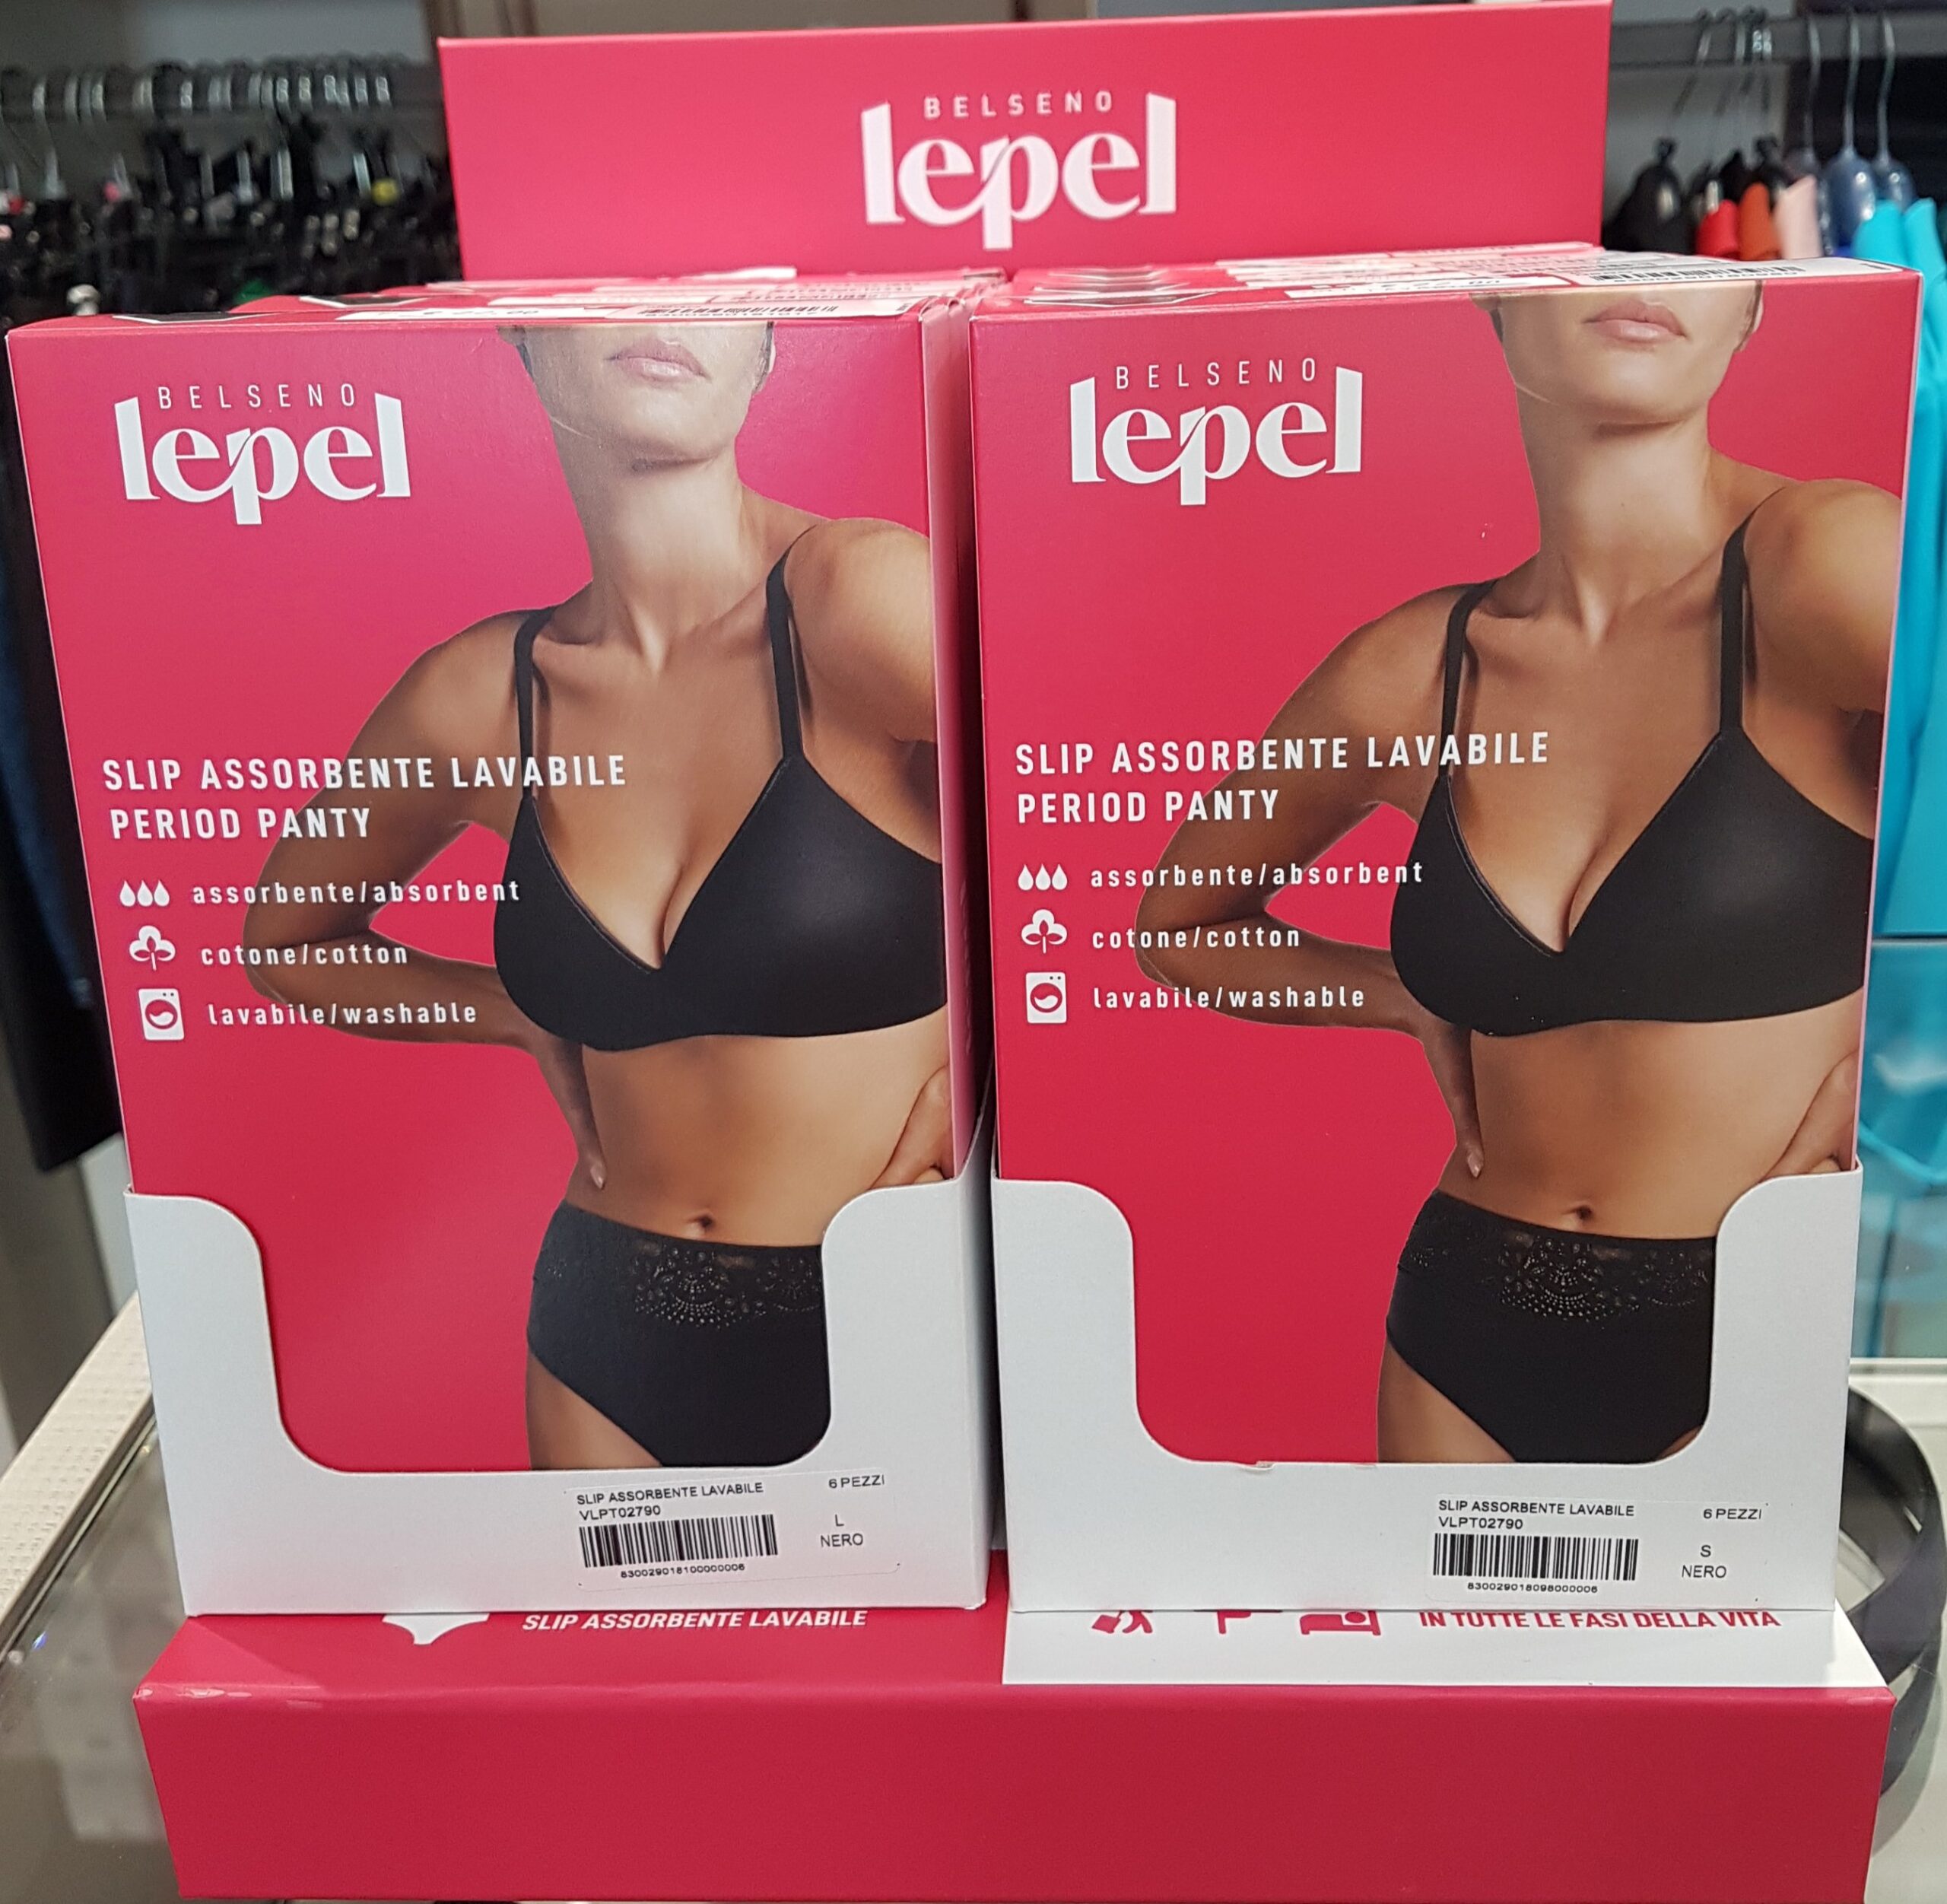 BELSENO
lepel
BELSENO
lepel
SLIP ASSORBENTE LAVABILE
PERIOD PANTY
assorbente/absorbent
cotone/cotton
lavabile/washable
SLIP ASSORBENTE LAVABILE
6 PEZZI
VLPT02790
L
NERO
830029018100000006
BELSENO
lepel
SLIP ASSORBENTE LAVABILE
PERIOD PANTY
assorbente/absorbent
cotone/cotton
lavabile/washable
SLIP ASSORBENTE LAVABILE
6 PEZZI
VLPT02790
S
NERO
830029018098000006
SLIP ASSORBENTE LAVABILE
IN TUTTE LE FASI DELLA VITA